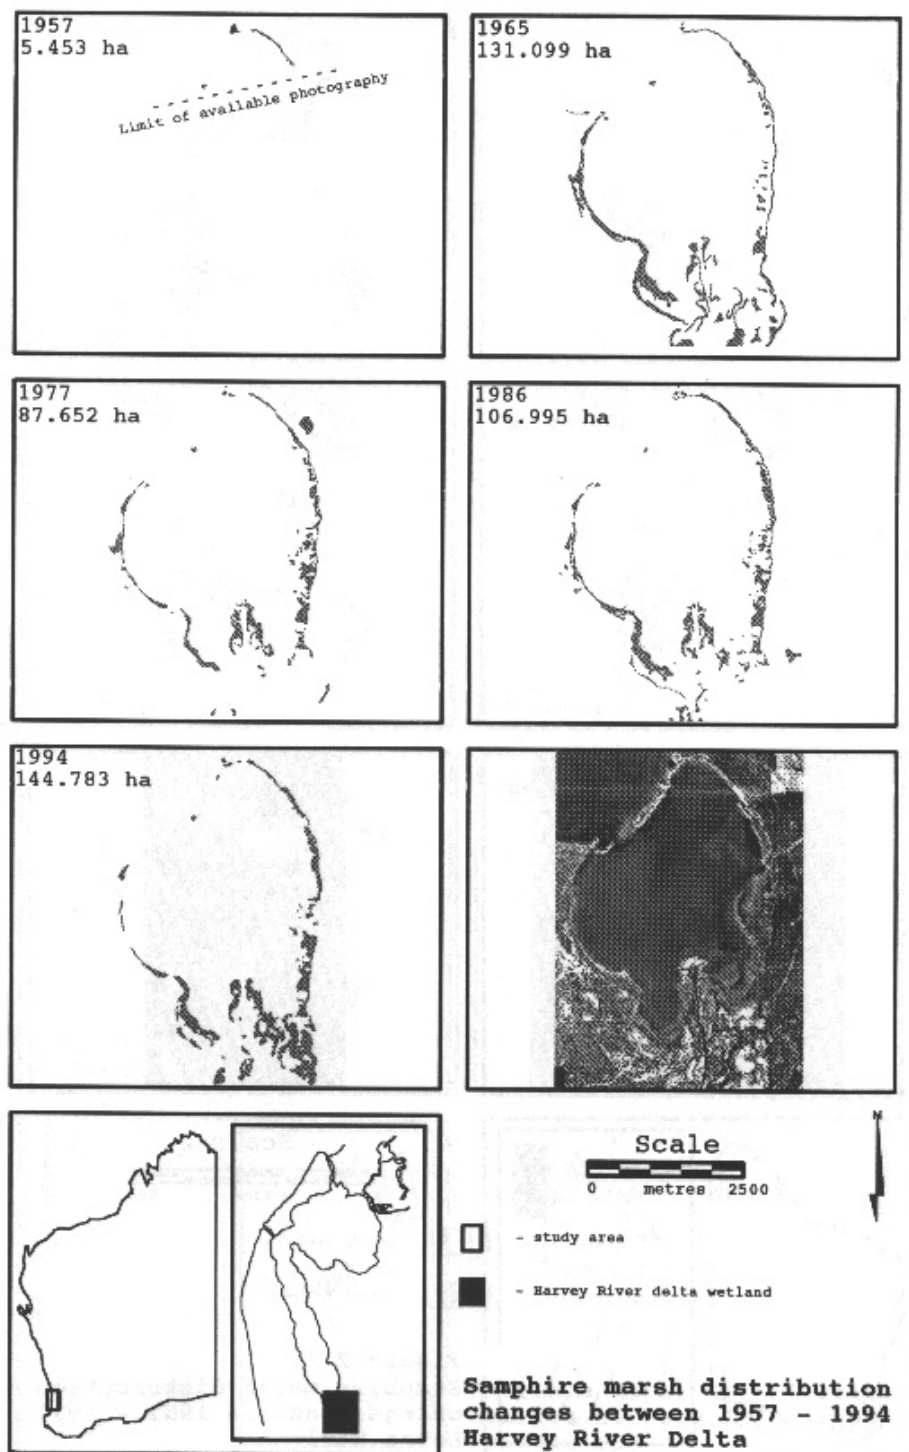 1957
5.453 ha
Limit of available photography
1965
131.099 ha
1977
87.652 ha
1986
106.995 ha
1994
144.783 ha
N
Scale
0 metres 2500
- study area
- Harvey River delta wetland
Samphire marsh distribution
changes between 1957 - 1994
Harvey River Delta